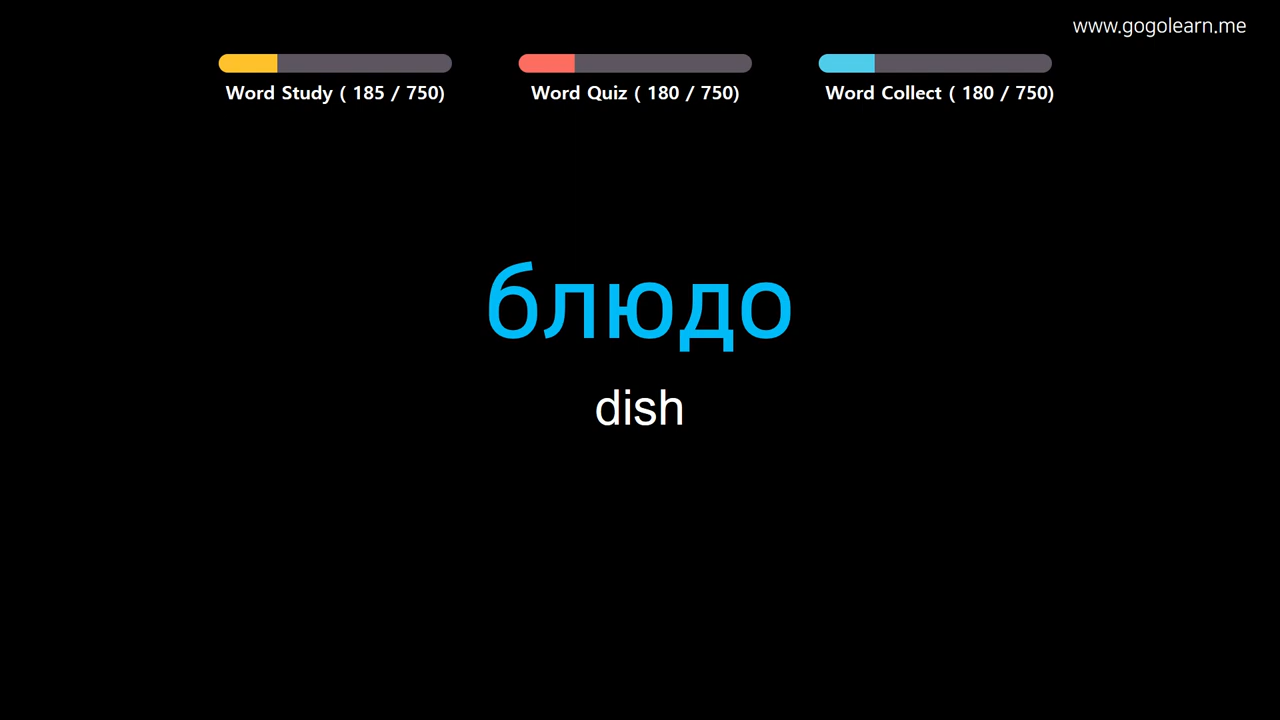 www.gogolearn.me
Word Study ( 185 / 750)
Word Quiz ( 180 / 750)
Word Collect ( 180 / 750)
блюдо
dish